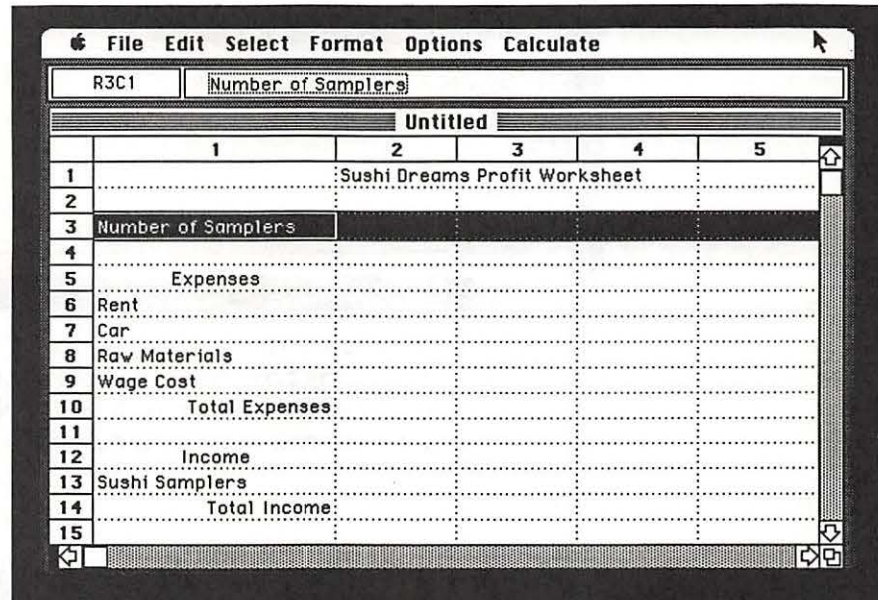 File Edit Select Format Options Calculate
R3C1 Number of Samplers
Untitled
1 2 3 4 5
1 Sushi Dreams Profit Worksheet
2
3 Number of Samplers
4
5 Expenses
6 Rent
7 Car
8 Raw Materials
9 Wage Cost
10 Total Expenses
11
12 Income
13 Sushi Samplers
14 Total Income
15